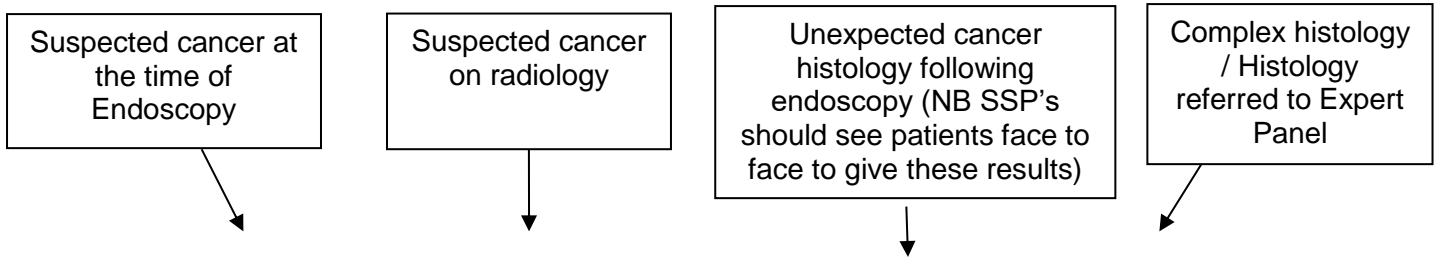 Suspected cancer at
the time of
Endoscopy
Suspected cancer
on radiology
Unexpected cancer
histology following
endoscopy (NB SSP's
should see patients face to
face to give these results)
Complex histology
/ Histology
referred to Expert
Panel